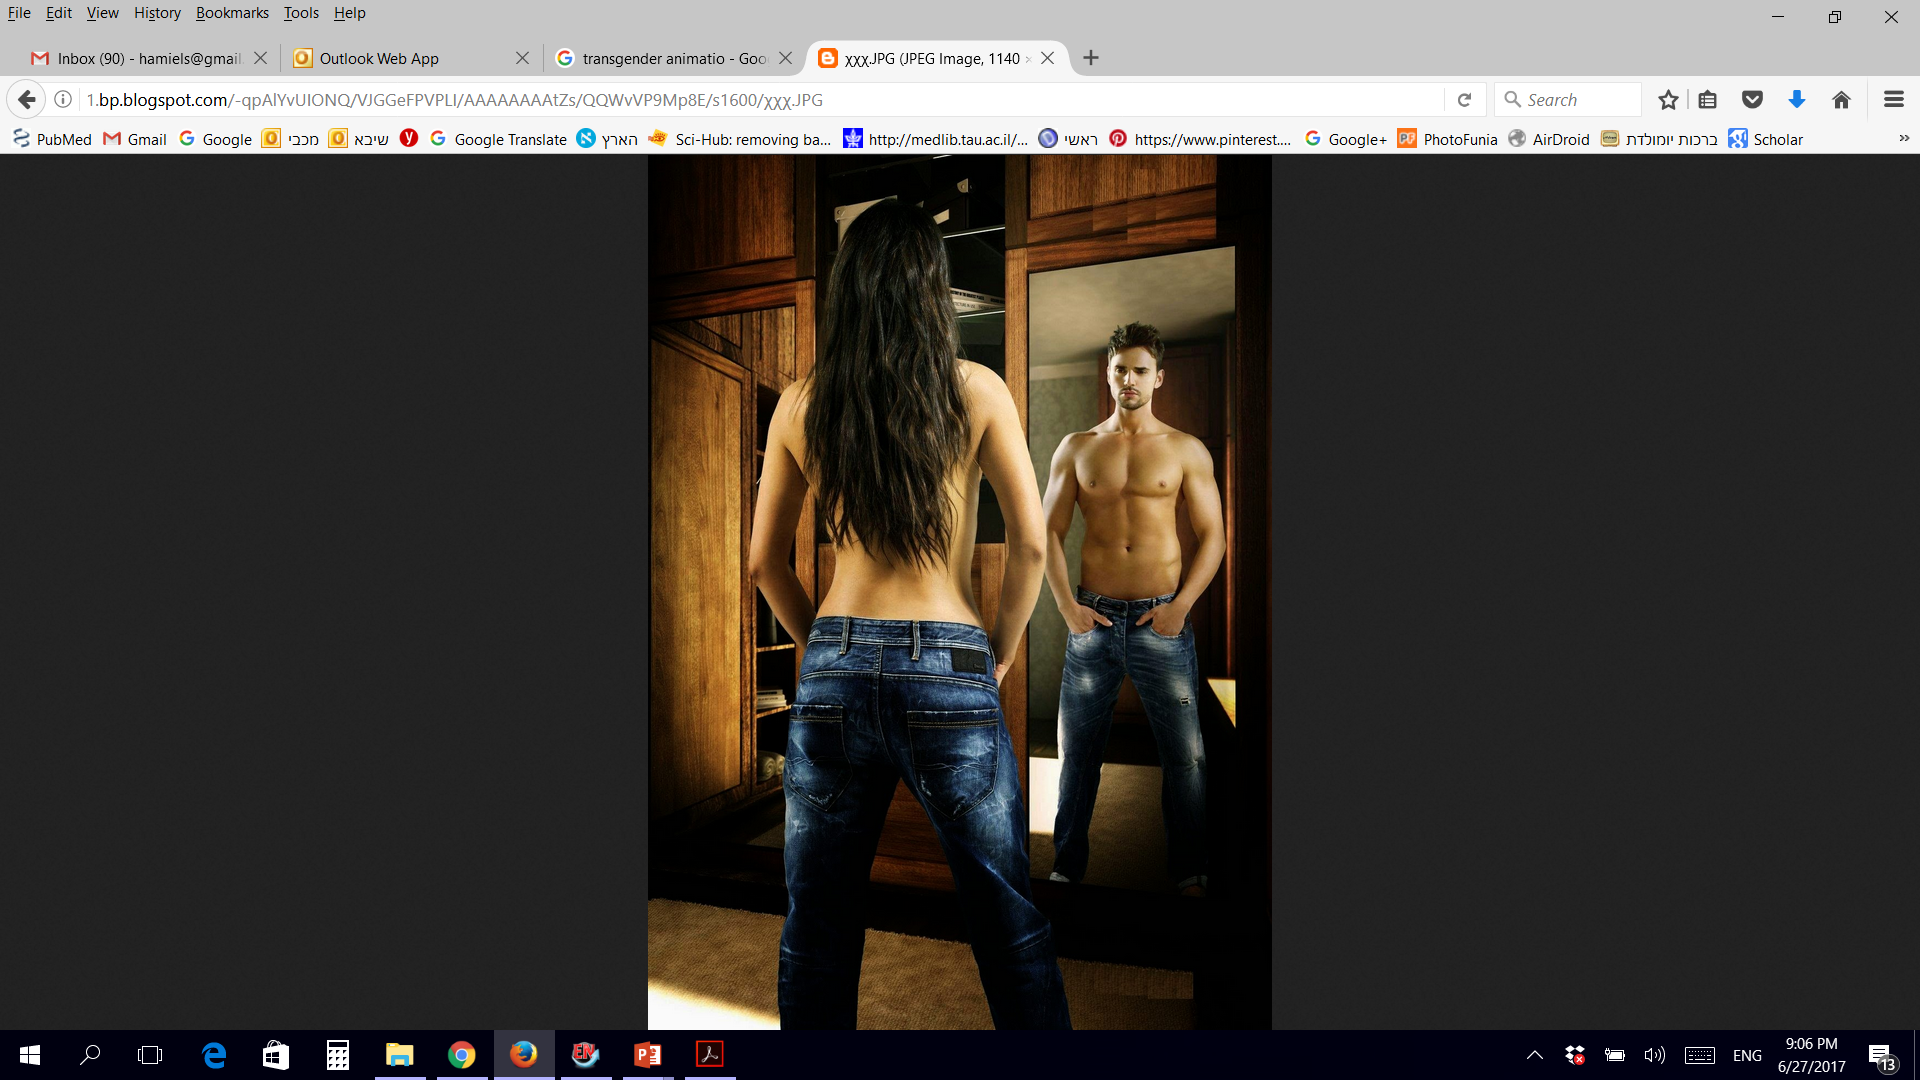 File Edit View History Bookmarks Tools Help
Inbox (90) - hamiels@gmail. Outlook Web App transgender animatio - Goo χχχ.JPG (JPEG Image, 1140 ×
1.bp.blogspot.com/-qpAlYvUIONQ/VJGGeFPVPLI/AAAAAAAAtZs/QQWvVP9Mp8E/s1600/χχχ.JPG Search
PubMed Gmail Google מכבי שיבא Google Translate הארץ Sci-Hub: removing ba... http://medlib.tau.ac.il/... ראשי https://www.pinterest.... Google+ PhotoFunia AirDroid ברכות יומולדת Scholar »
9:06 PM
ENG
6/27/2017
13